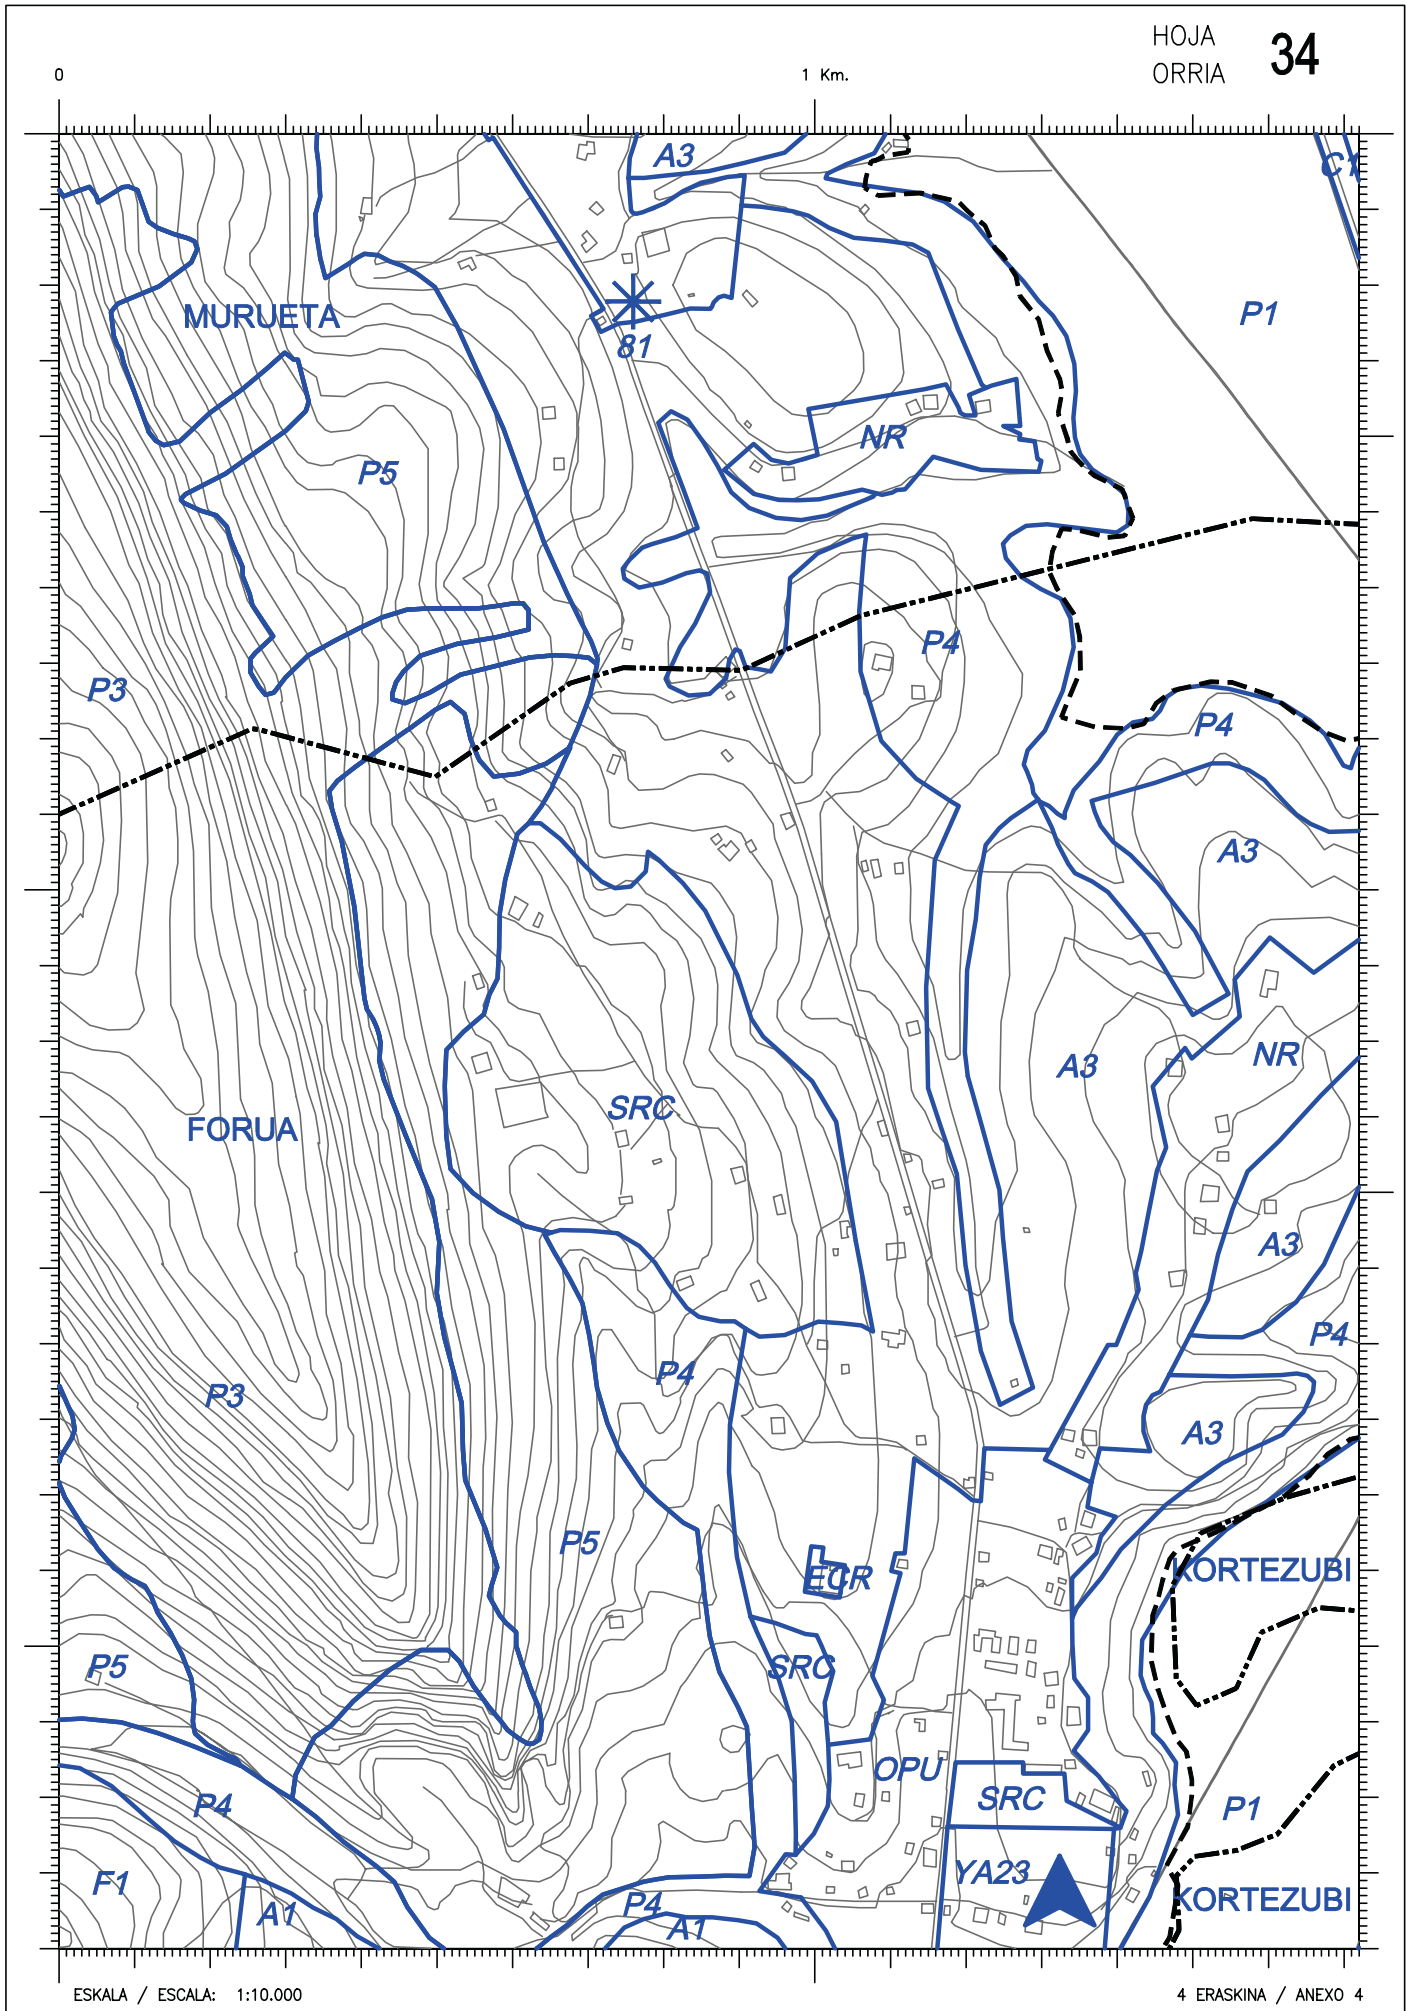 HOJA
ORRIA
34
0
1 Km.
A3
C1
MURUETA
P1
81
NR
P5
P4
P3
P4
A3
NR
A3
SRC
FORUA
A3
P4
P4
P3
A3
P5
ECR
KORTEZUBI
P5
SRC
OPU
SRC
P4
P1
YA23
F1
KORTEZUBI
P4
A1
A1
ESKALA / ESCALA: 1:10.000
4 ERASKINA / ANEXO 4